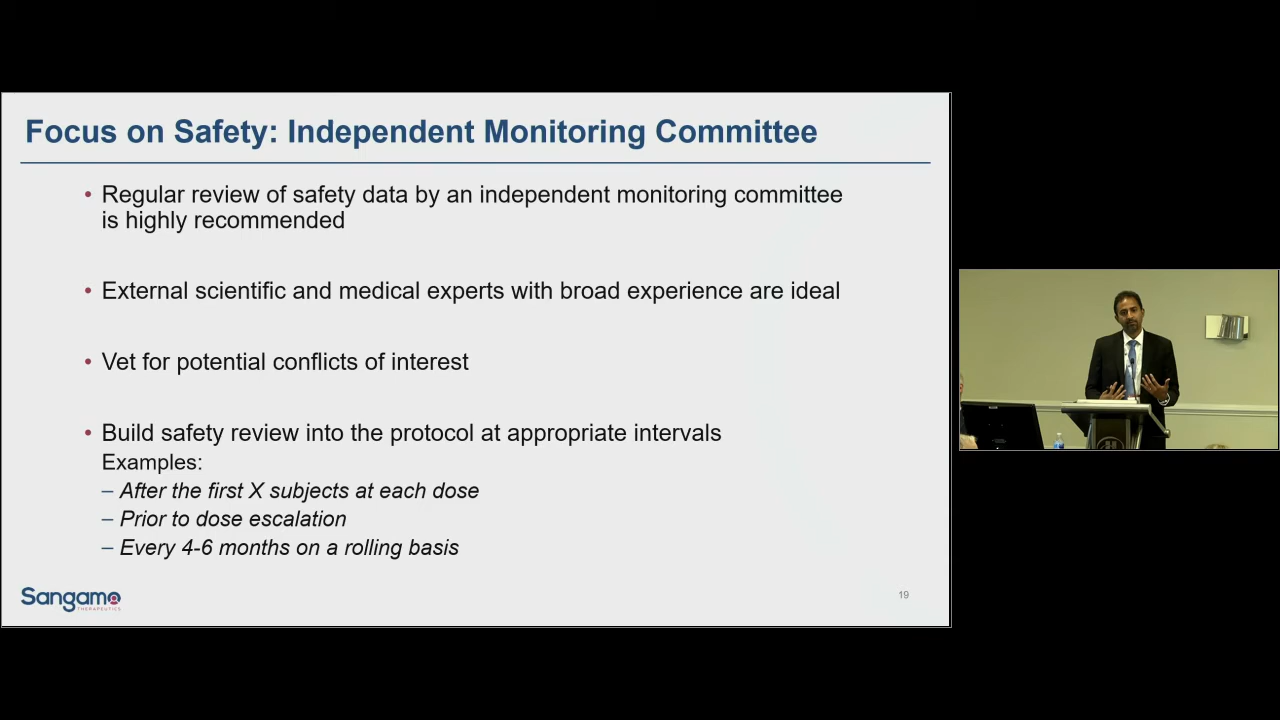 Focus on Safety: Independent Monitoring Committee
• Regular review of safety data by an independent monitoring committee
is highly recommended
• External scientific and medical experts with broad experience are ideal
• Vet for potential conflicts of interest
• Build safety review into the protocol at appropriate intervals
Examples:
– After the first X subjects at each dose
– Prior to dose escalation
– Every 4-6 months on a rolling basis
Sangamo
THERAPEUTICS
19